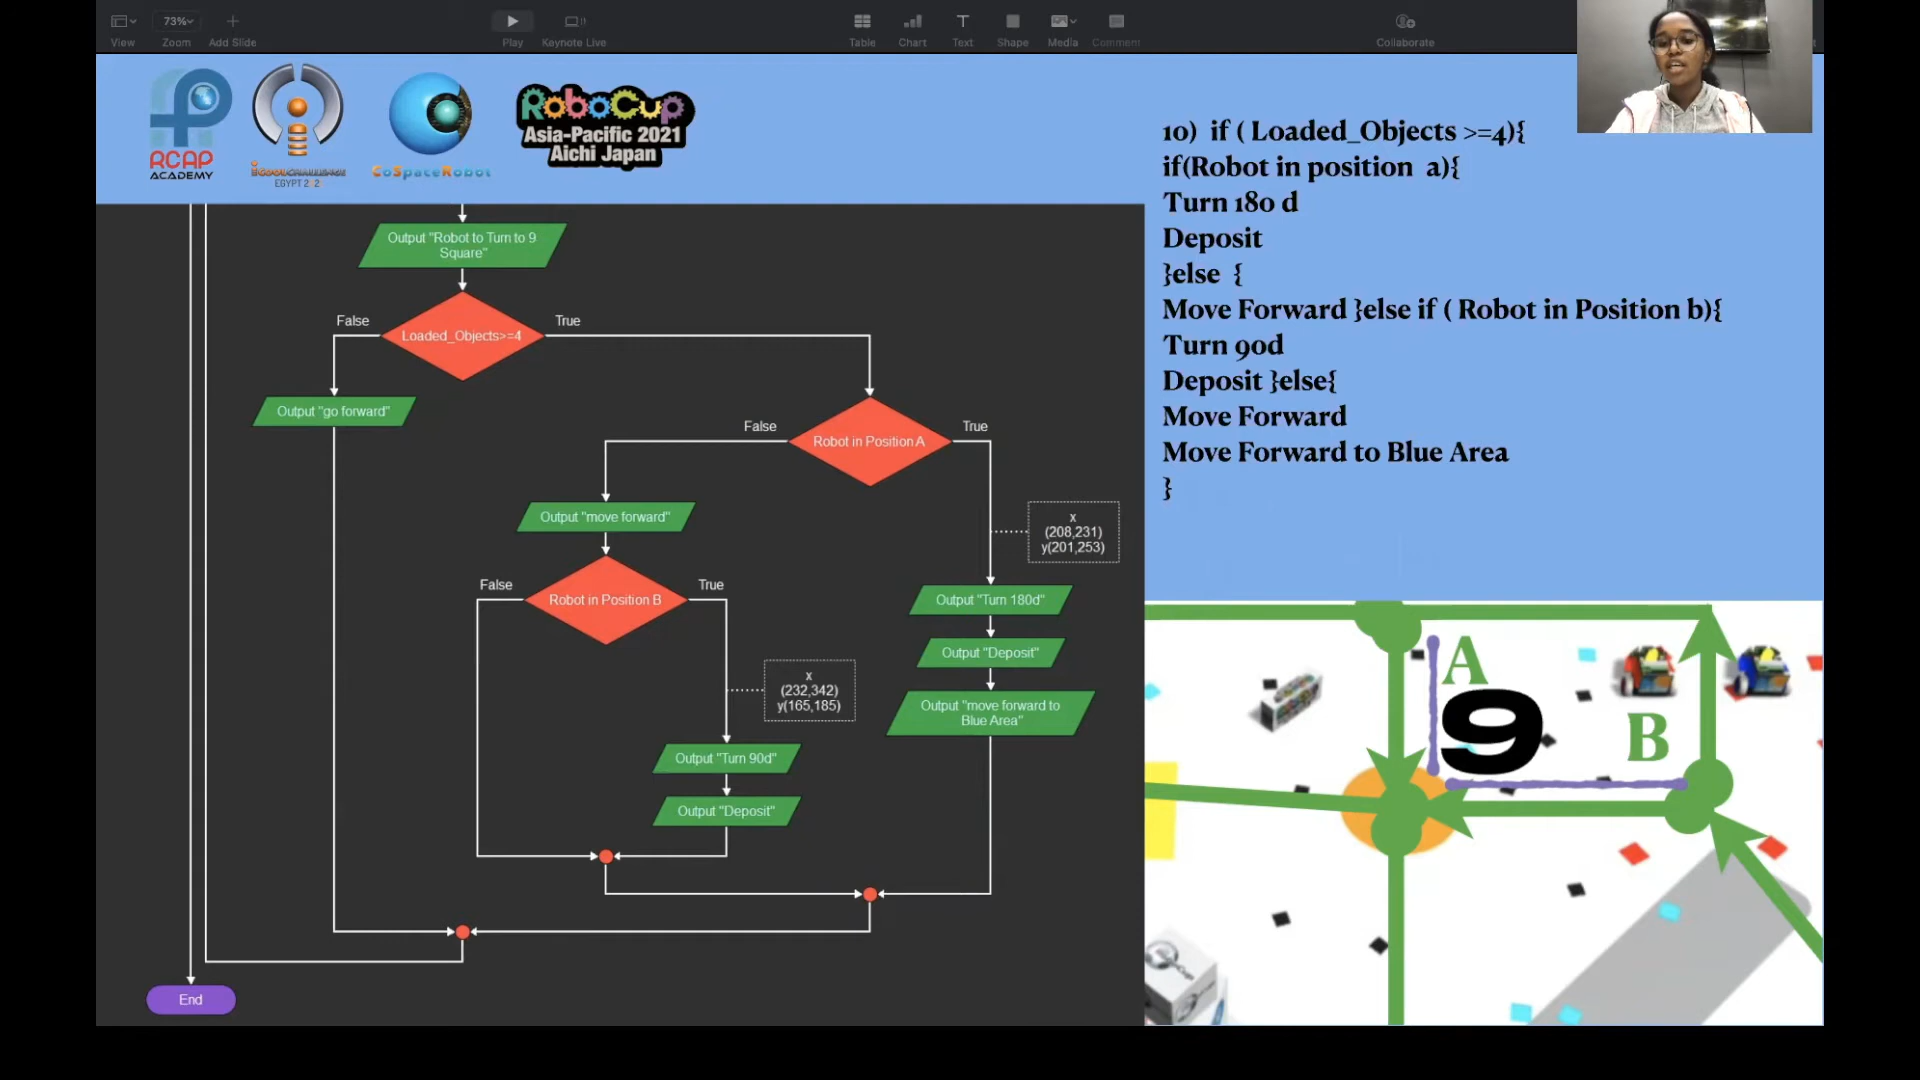 View
73%
Zoom
Add Slide
Play
Keynote Live
Table
Chart
Text
Shape
Media
Comment
Collaborate
RCAP
ACADEMY
EGYPT
CoSpaceRobot
RoboCup
Asia-Pacific 2021
Aichi Japan
10) if ( Loaded_Objects >=4){
if(Robot in position a){
Turn 180 d
Deposit
}else {
Move Forward }else if ( Robot in Position b){
Turn 90d
Deposit }else{
Move Forward
Move Forward to Blue Area
}
Output "Robot to Turn to 9
Square"
False
Loaded_Objects>=4
True
Output "go forward"
False
Robot in Position A
True
Output "move forward"
x
(208,231)
y(201,253)
False
Robot in Position B
True
Output "Turn 180d"
Output "Deposit"
x
(232,342)
y(165,185)
Output "move forward to
Blue Area"
Output "Turn 90d"
Output "Deposit"
End
A
9
B